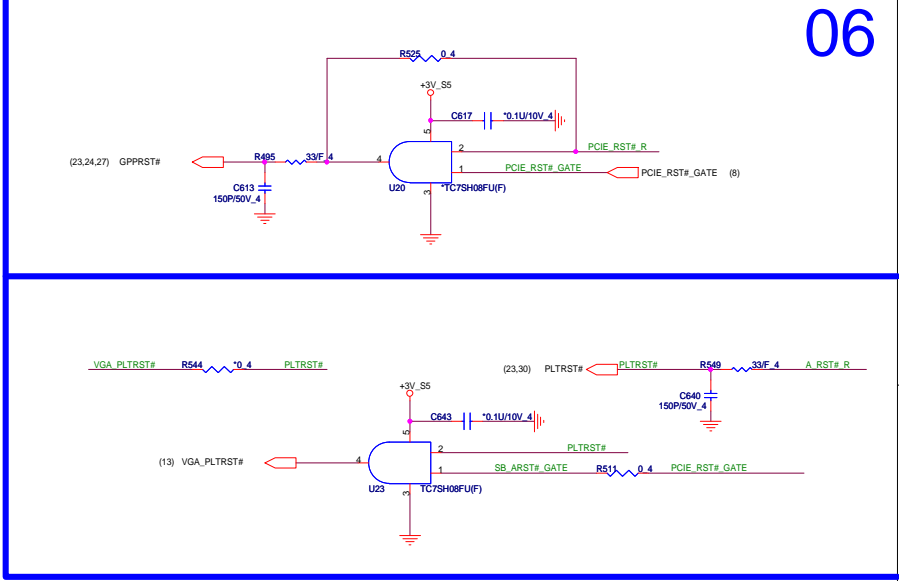 06
R525 0_4
+3V_S5
C617 *0.1U/10V_4
5
2 PCIE_RST#_R
(23,24,27) GPPRST# R495 33/F_4 4
1 PCIE_RST#_GATE PCIE_RST#_GATE (8)
C613
150P/50V_4
U20 *TC7SH08FU(F)
3
VGA_PLTRST# R544 *0_4 PLTRST#
(23,30) PLTRST# PLTRST# R549 33/F_4 A_RST#_R
+3V_S5
C640
150P/50V_4
C643 *0.1U/10V_4
5
2 PLTRST#
(13) VGA_PLTRST# 4
1 SB_ARST#_GATE R511 0_4 PCIE_RST#_GATE
U23 TC7SH08FU(F)
3